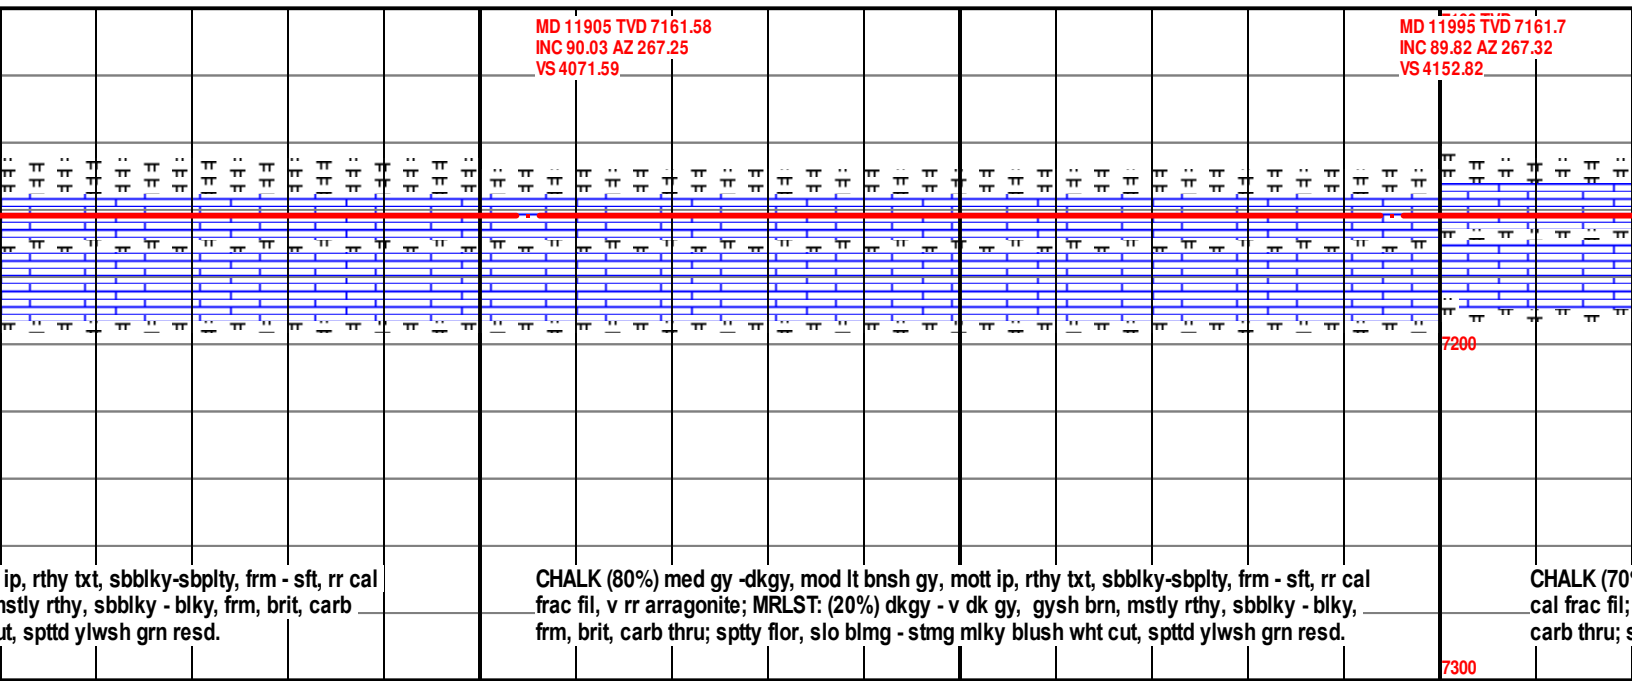 MD 11905 TVD 7161.58
INC 90.03 AZ 267.25
VS 4071.59
MD 11995 TVD 7161.7
INC 89.82 AZ 267.32
VS 4152.82
7200
ip, rthy txt, sbblky-sbplty, frm - sft, rr cal
mstly rthy, sbblky - blky, frm, brit, carb
ut, spttd ylwsh grn resd.
CHALK (80%) med gy -dkgy, mod lt bnsh gy, mott ip, rthy txt, sbblky-sbplty, frm - sft, rr cal
frac fil, v rr arragonite; MRLST: (20%) dkgy - v dk gy, gysh brn, mstly rthy, sbblky - blky,
frm, brit, carb thru; sptty flor, slo blmg - stmg mlky blush wht cut, spttd ylwsh grn resd.
CHALK (70%
cal frac fil;
carb thru; s
7300